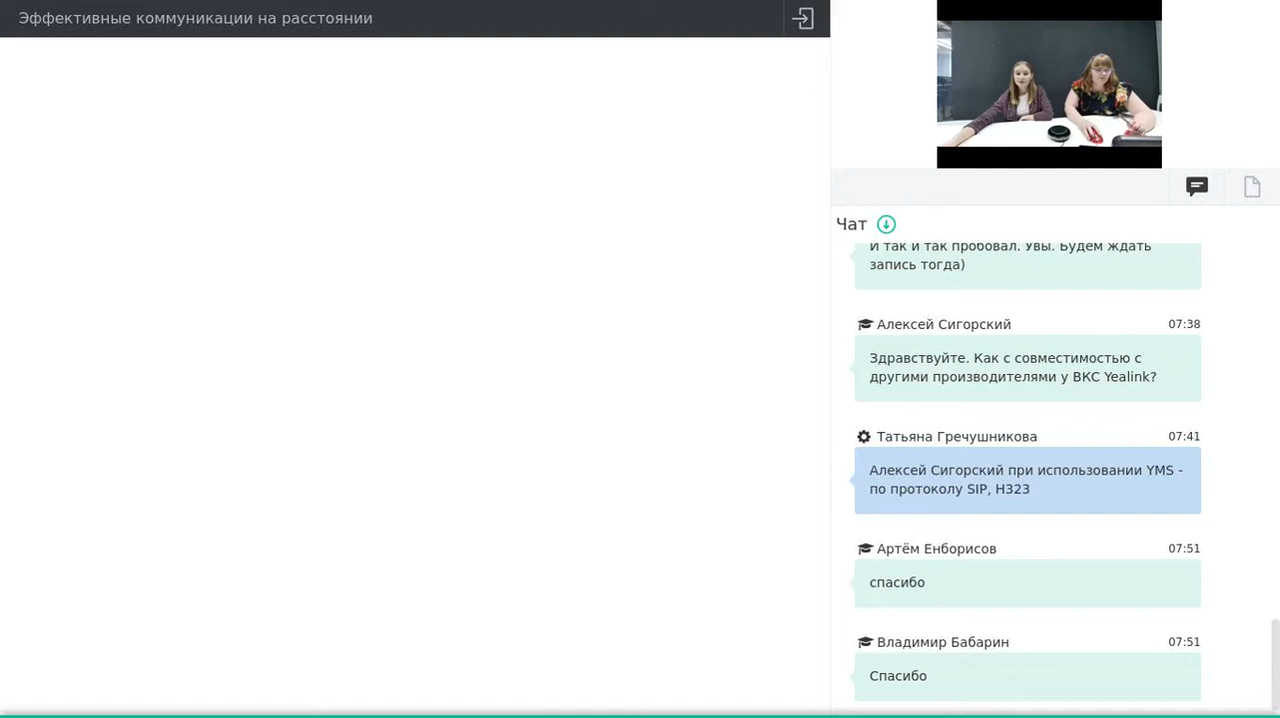 Эффективные коммуникации на расстоянии
Чат
И так и так пробовал. Увы. Будем ждать
запись тогда)
Алексей Сигорский 07:38
Здравствуйте. Как с совместимостью с
другими производителями у ВКС Yealink?
Татьяна Гречушникова 07:41
Алексей Сигорский при использовании YMS -
по протоколу SIP, H323
Артём Енборисов 07:51
спасибо
Владимир Бабарин 07:51
Спасибо